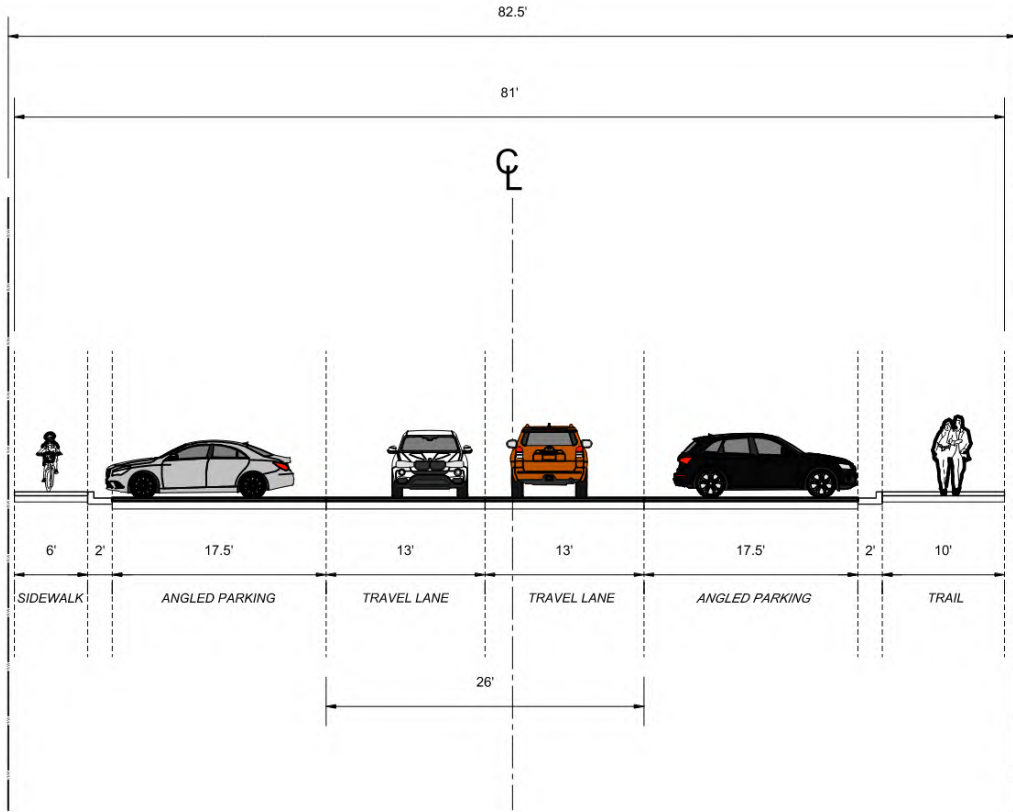 82.5'
81'
CL
6' 2' 17.5' 13' 13' 17.5' 2' 10'
SIDEWALK ANGLED PARKING TRAVEL LANE TRAVEL LANE ANGLED PARKING TRAIL
26'